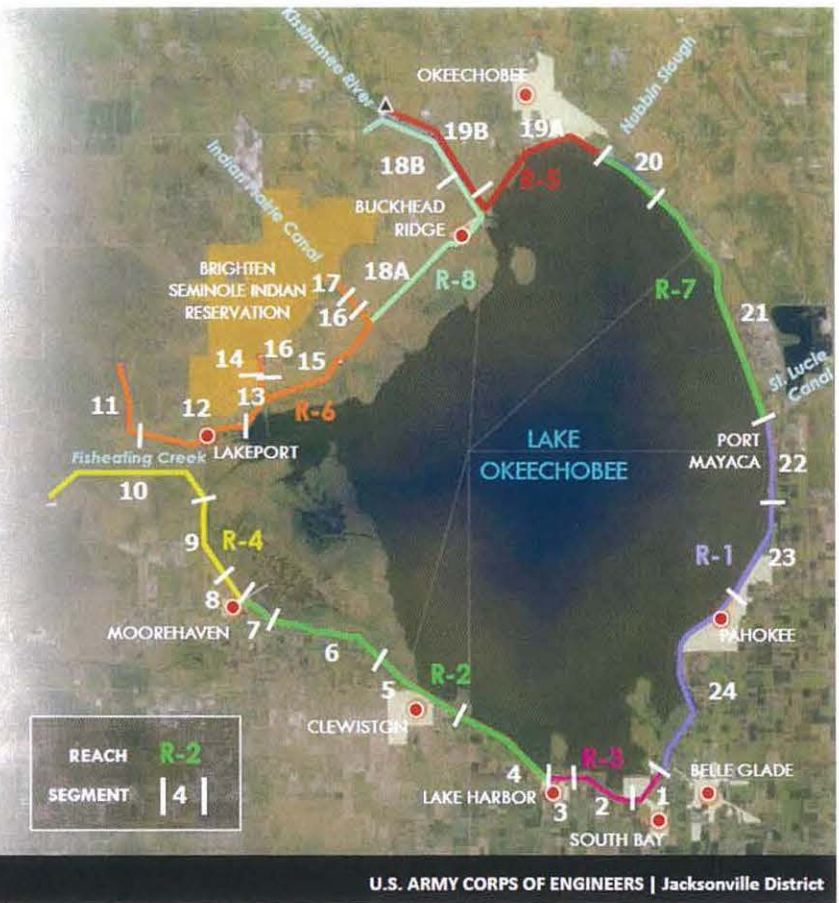 Kissimmee River
OKEECHOBEE
Nubbin Slough
19B
19A
20
18B
R-5
Indian Prairie Canal
BUCKHEAD
RIDGE
18A
R-8
R-7
BRIGHTEN
SEMINOLE INDIAN
RESERVATION
17
16
21
14
16
15
St. Lucie
Canal
11
12
13
R-6
LAKEPORT
Fisheating Creek
LAKE
OKEECHOBEE
PORT
MAYACA
22
10
9
R-4
R-1
23
8
MOOREHAVEN
7
PAHOKEE
6
R-2
5
24
CLEWISTON
REACH R-2
SEGMENT |4|
R-3
4
LAKE HARBOR
3
2
1
BELLE GLADE
SOUTH BAY
U.S. ARMY CORPS OF ENGINEERS | Jacksonville District